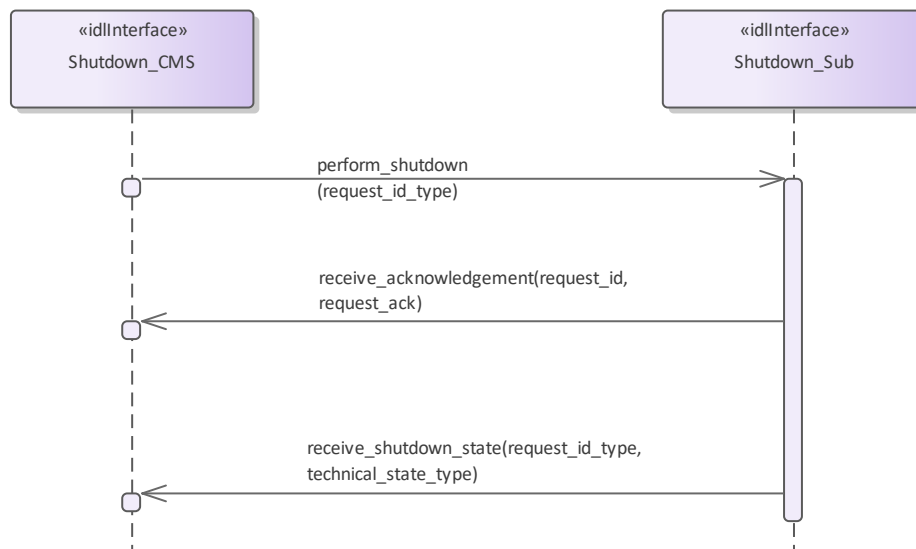 «idlInterface»
Shutdown_CMS
«idlInterface»
Shutdown_Sub
perform_shutdown
(request_id_type)
receive_acknowledgement(request_id,
request_ack)
receive_shutdown_state(request_id_type,
technical_state_type)